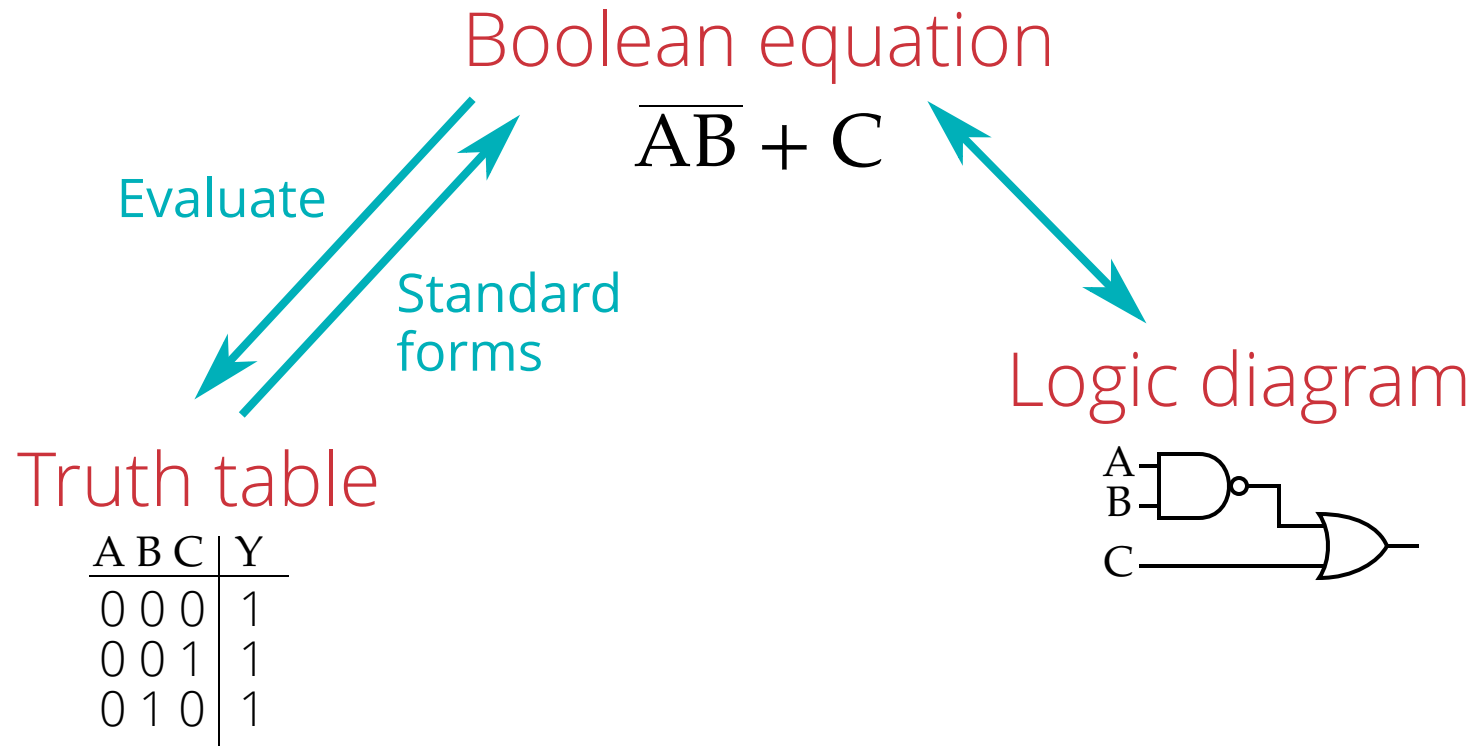 Boolean equation
A̅B̅ + C
Evaluate
Standard
forms
Logic diagram
A
B
C
Truth table
A B C Y
0 0 0 1
0 0 1 1
0 1 0 1